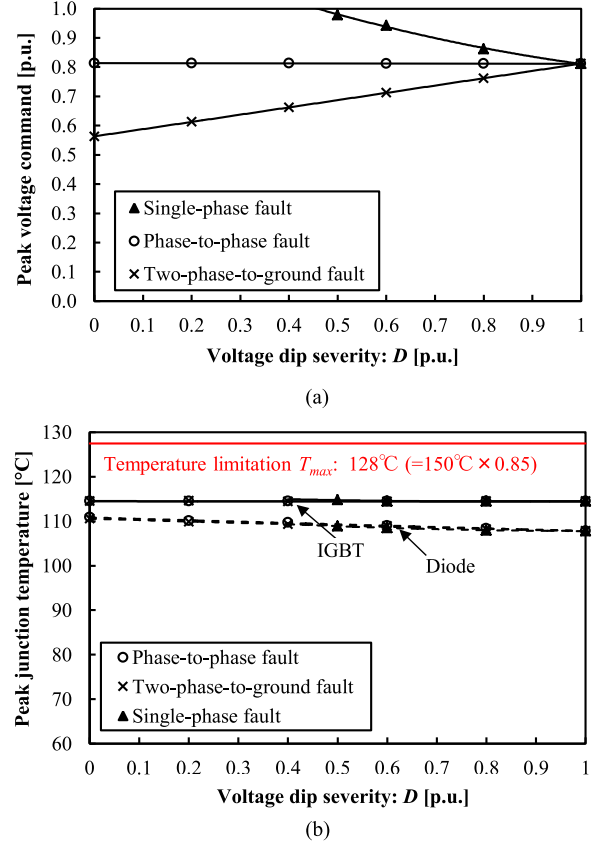 1.0
0.9
0.8
0.7
0.6
0.5
0.4
0.3
0.2
0.1
0.0
Peak voltage command [p.u.]
Single-phase fault
Phase-to-phase fault
Two-phase-to-ground fault
0 0.1 0.2 0.3 0.4 0.5 0.6 0.7 0.8 0.9 1
Voltage dip severity: D [p.u.]
(a)
130
120
110
100
90
80
70
60
Peak junction temperature [℃]
Temperature limitation Tmax: 128℃ (=150℃ × 0.85)
IGBT
Diode
Phase-to-phase fault
Two-phase-to-ground fault
Single-phase fault
0 0.1 0.2 0.3 0.4 0.5 0.6 0.7 0.8 0.9 1
Voltage dip severity: D [p.u.]
(b)